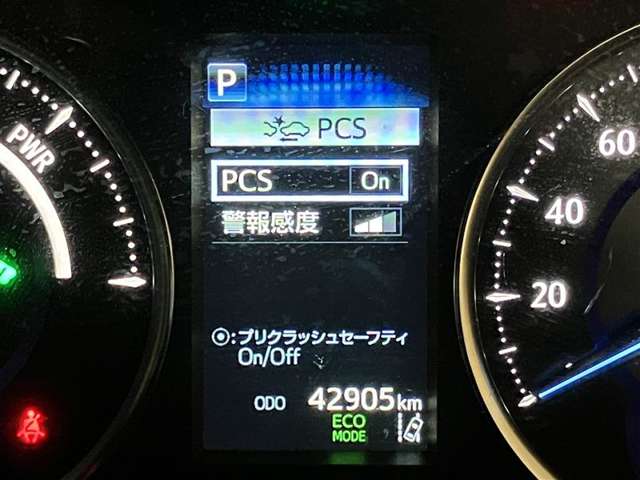 P
PCS
PCS On
警報感度
◉:プリクラッシュセーフティ
On/Off
ODO 42905km
ECO
MODE
PWR
60
40
20